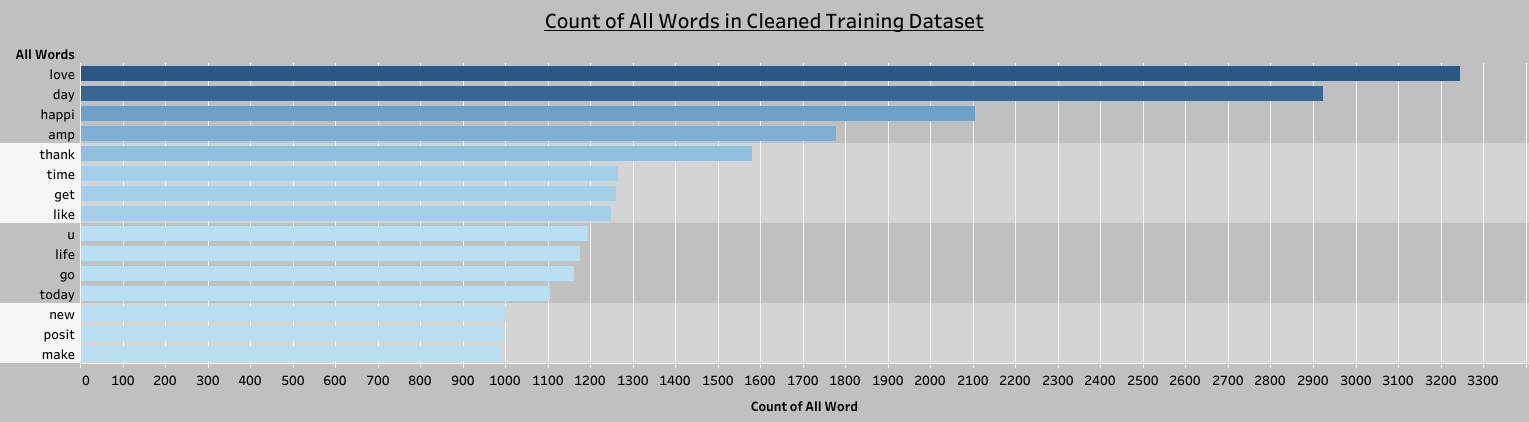 Count of All Words in Cleaned Training Dataset
All Words
love
day
happi
amp
thank
time
get
like
u
life
go
today
new
posit
make
0 100 200 300 400 500 600 700 800 900 1000 1100 1200 1300 1400 1500 1600 1700 1800 1900 2000 2100 2200 2300 2400 2500 2600 2700 2800 2900 3000 3100 3200 3300
Count of All Word